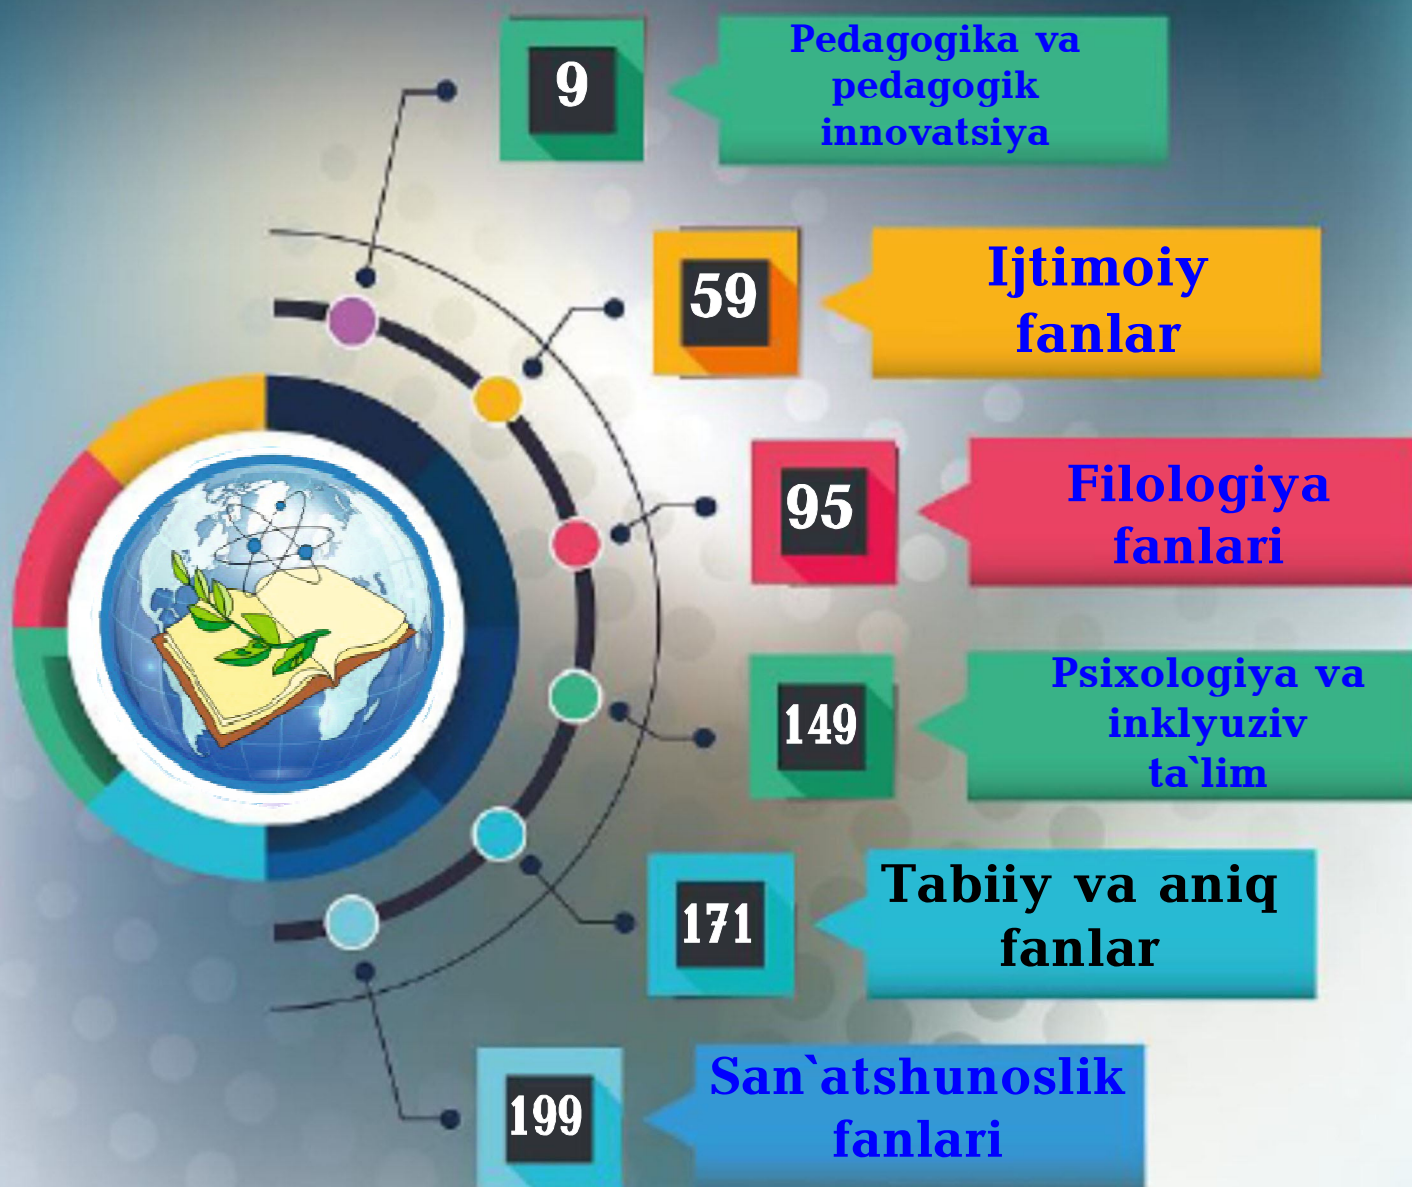 9
Pedagogika va
pedagogik
innovatsiya
59
Ijtimoiy
fanlar
95
Filologiya
fanlari
149
Psixologiya va
inklyuziv
ta`lim
171
Tabiiy va aniq
fanlar
199
San`atshunoslik
fanlari